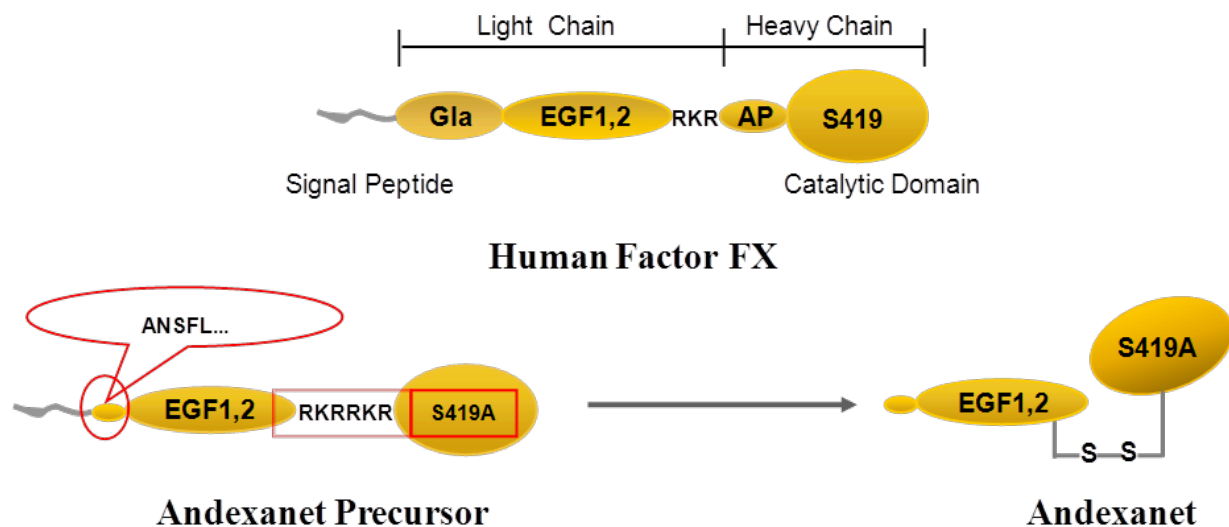 Light Chain
Heavy Chain
Gla
EGF1,2
RKR
AP
S419
Signal Peptide
Catalytic Domain
Human Factor FX
ANSFL...
EGF1,2
RKRRKR
S419A
S419A
EGF1,2
S
S
Andexanet Precursor
Andexanet